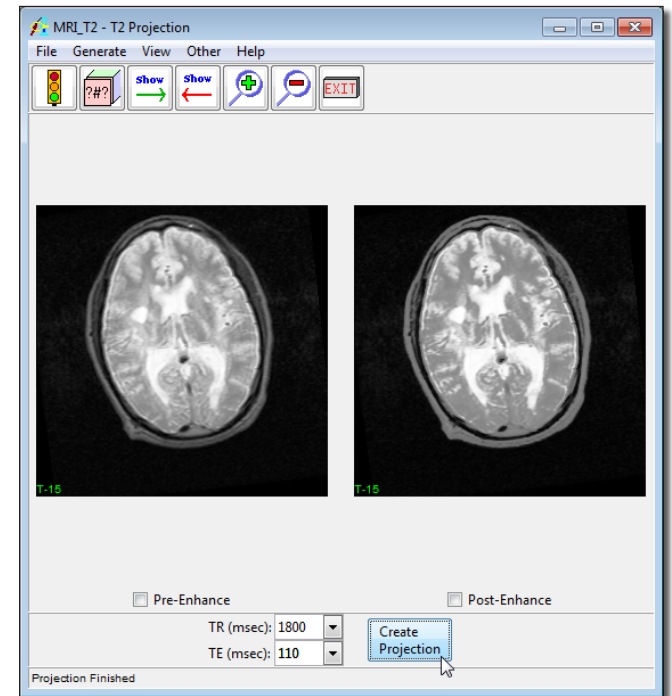 MRI_T2 - T2 Projection
File Generate View Other Help
?#? Show Show EXIT
T-15 T-15
Pre-Enhance Post-Enhance
TR (msec): 1800
TE (msec): 110
Create
Projection
Projection Finished